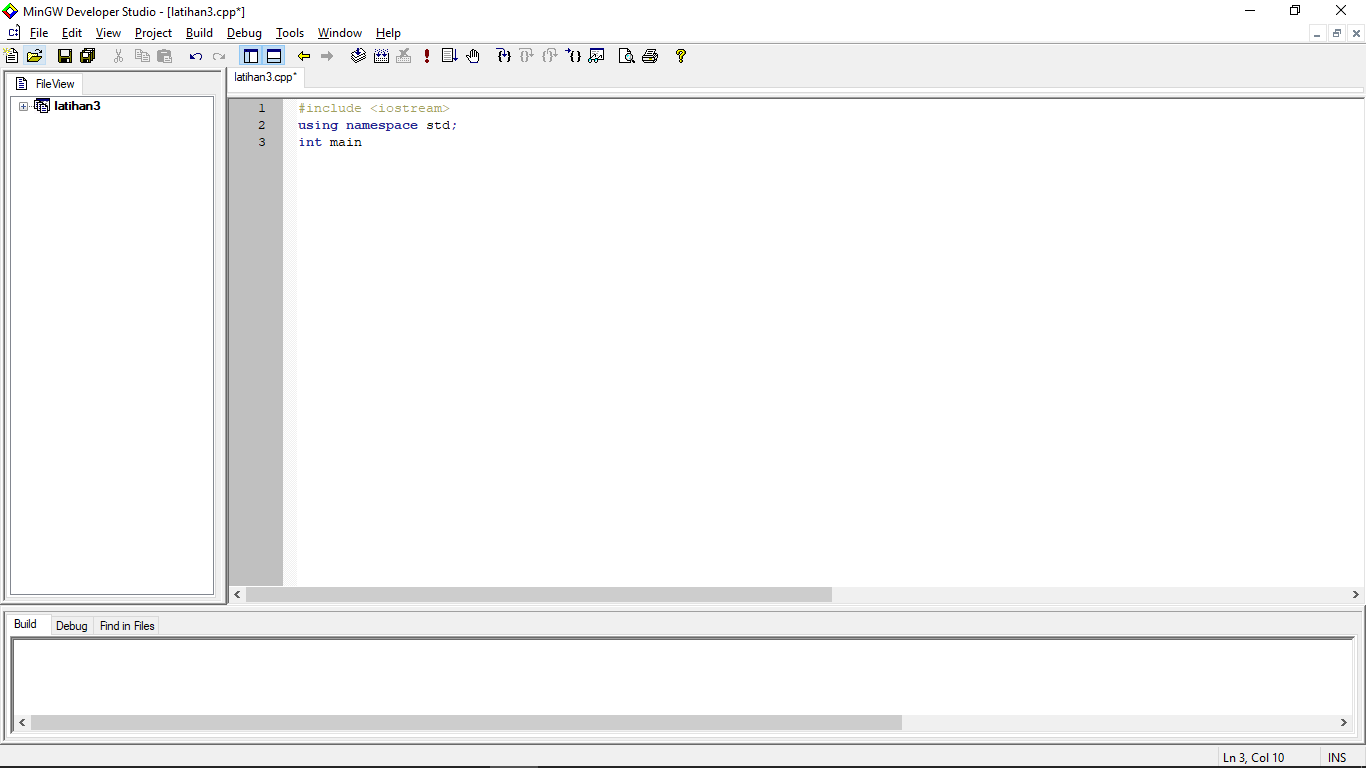 MinGW Developer Studio - [latihan3.cpp*]
File Edit View Project Build Debug Tools Window Help
FileView
latihan3
latihan3.cpp*
1 #include <iostream>
2 using namespace std;
3 int main
Build Debug Find in Files
Ln 3, Col 10 INS